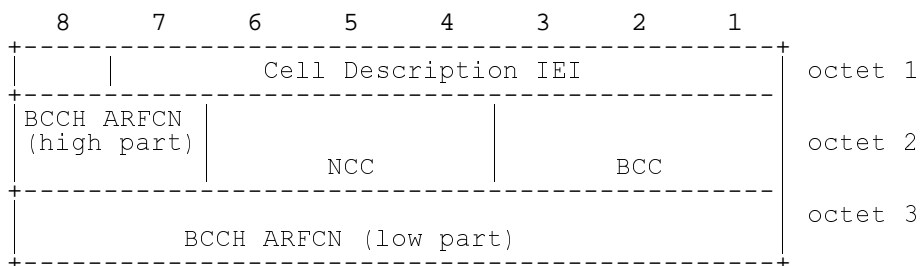 8 7 6 5 4 3 2 1
Cell Description IEI octet 1
BCCH ARFCN
(high part) octet 2
NCC BCC
octet 3
BCCH ARFCN (low part)